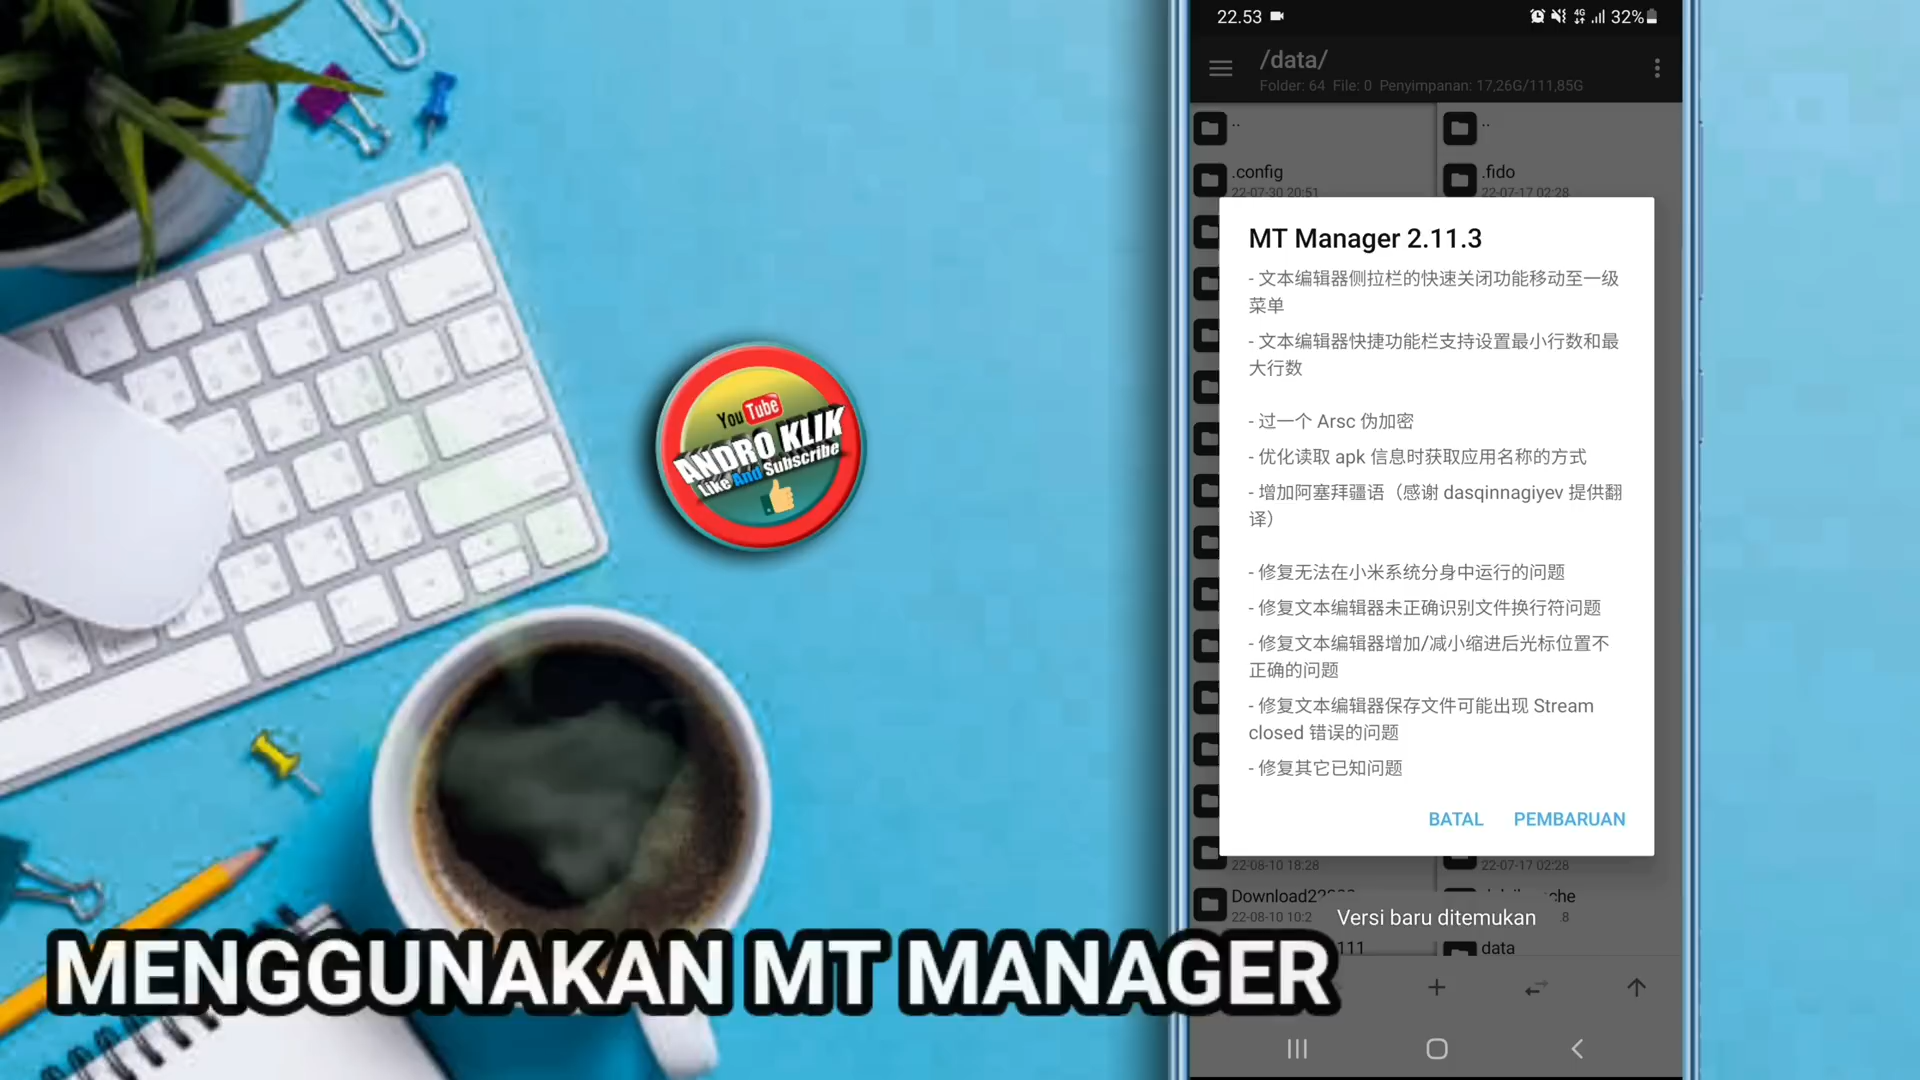 22.53
4G
32%
/data/
Folder: 64 File: 0 Penyimpanan: 17,26G/111,85G
..
..
.config
22-07-30 20:51
.fido
22-07-17 02:28
MT Manager 2.11.3
- 文本编辑器侧拉栏的快速关闭功能移动至一级
菜单
- 文本编辑器快捷功能栏支持设置最小行数和最
大行数
- 过一个 Arsc 伪加密
- 优化读取 apk 信息时获取应用名称的方式
- 增加阿塞拜疆语（感谢 dasqinnagiyev 提供翻
译）
- 修复无法在小米系统分身中运行的问题
- 修复文本编辑器未正确识别文件换行符问题
- 修复文本编辑器增加/减小缩进后光标位置不
正确的问题
- 修复文本编辑器保存文件可能出现 Stream
closed 错误的问题
- 修复其它已知问题
BATAL PEMBARUAN
22-08-10 18:28
22-07-17 02:28
22-08-10 10:2
Versi baru ditemukan
data
You Tube
ANDRO KLIK
Like And Subscribe
MENGGUNAKAN MT MANAGER